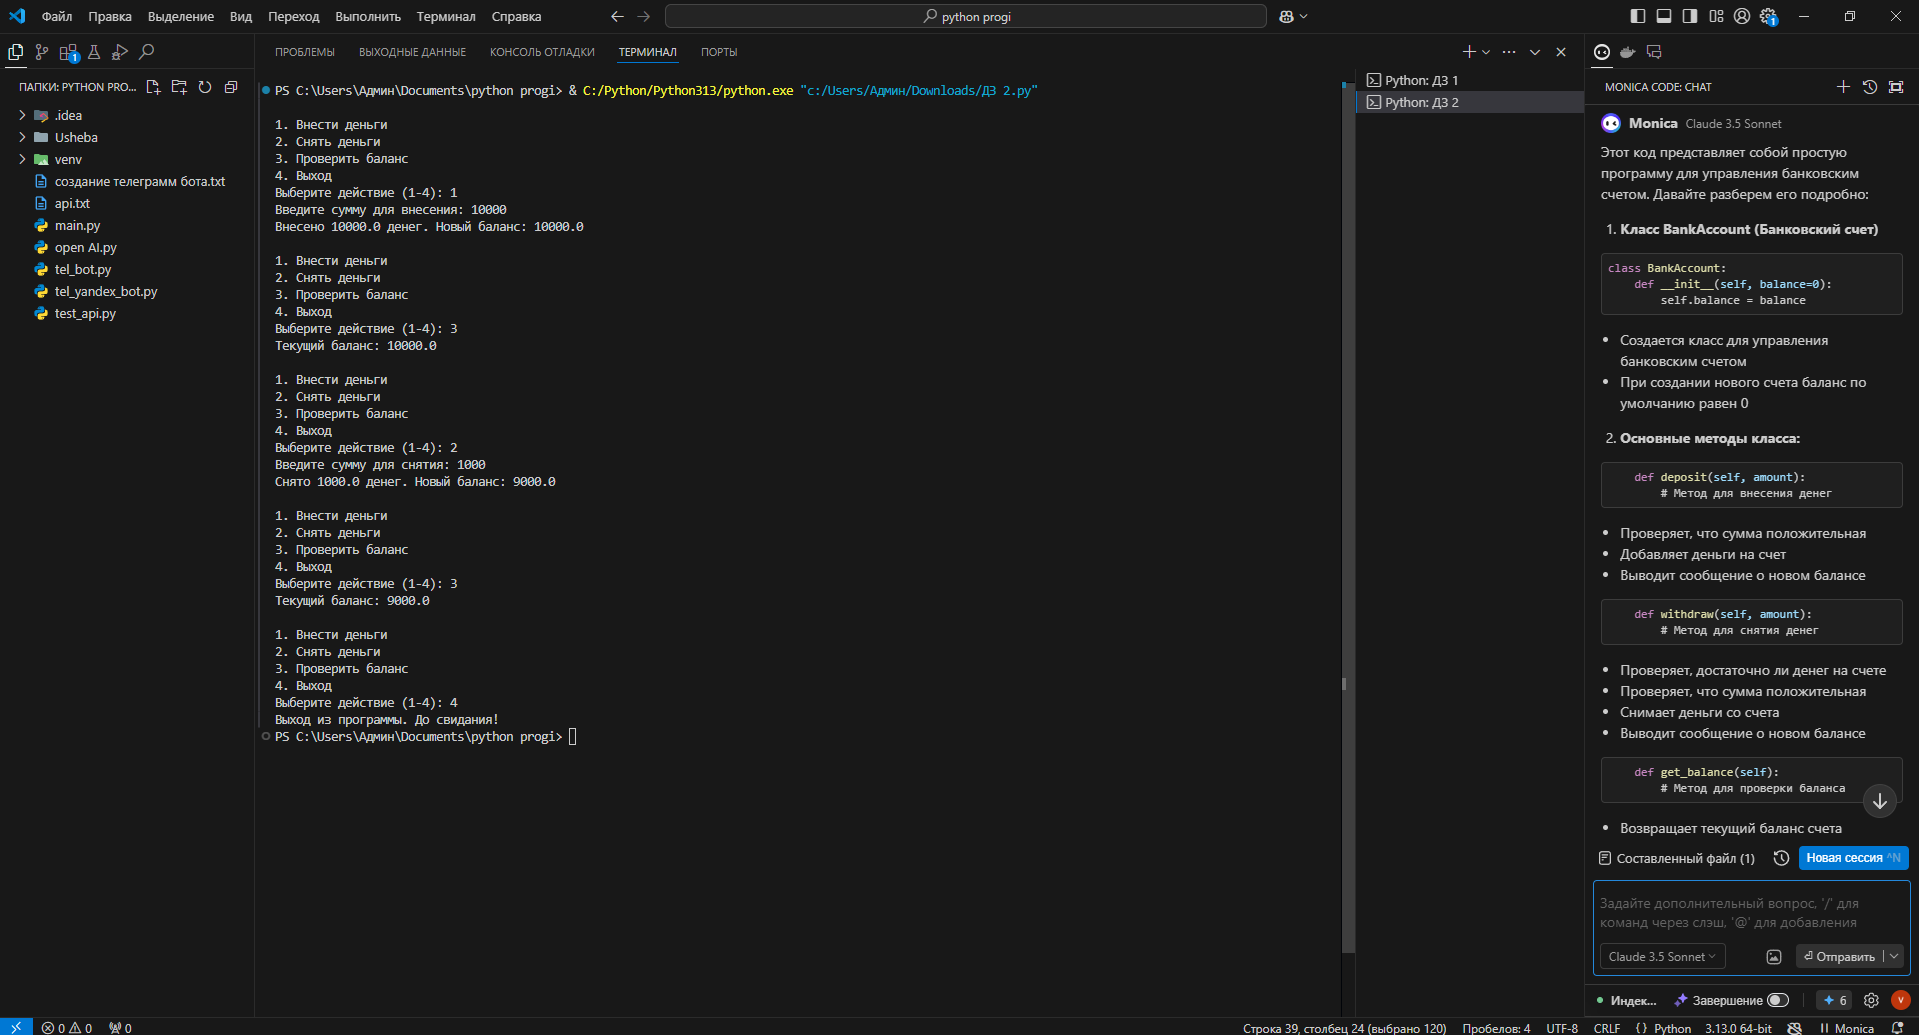 Файл Правка Выделение Вид Переход Выполнить Терминал Справка
python progi
1
1
ПАПКИ: PYTHON PRO...
.idea
Usheba
venv
создание телеграмм бота.txt
api.txt
main.py
open AI.py
tel_bot.py
tel_yandex_bot.py
test_api.py
ПРОБЛЕМЫ ВЫХОДНЫЕ ДАННЫЕ КОНСОЛЬ ОТЛАДКИ ТЕРМИНАЛ ПОРТЫ
PS C:\Users\Админ\Documents\python progi> & C:/Python/Python313/python.exe "c:/Users/Админ/Downloads/ДЗ 2.py"
1. Внести деньги
2. Снять деньги
3. Проверить баланс
4. Выход
Выберите действие (1-4): 1
Введите сумму для внесения: 10000
Внесено 10000.0 денег. Новый баланс: 10000.0
1. Внести деньги
2. Снять деньги
3. Проверить баланс
4. Выход
Выберите действие (1-4): 3
Текущий баланс: 10000.0
1. Внести деньги
2. Снять деньги
3. Проверить баланс
4. Выход
Выберите действие (1-4): 2
Введите сумму для снятия: 1000
Снято 1000.0 денег. Новый баланс: 9000.0
1. Внести деньги
2. Снять деньги
3. Проверить баланс
4. Выход
Выберите действие (1-4): 3
Текущий баланс: 9000.0
1. Внести деньги
2. Снять деньги
3. Проверить баланс
4. Выход
Выберите действие (1-4): 4
Выход из программы. До свидания!
PS C:\Users\Админ\Documents\python progi>
Python: ДЗ 1
Python: ДЗ 2
MONICA CODE: CHAT
Monica Claude 3.5 Sonnet
Этот код представляет собой простую
программу для управления банковским
счетом. Давайте разберем его подробно:
1. Класс BankAccount (Банковский счет)
class BankAccount:
def __init__(self, balance=0):
self.balance = balance
• Создается класс для управления
банковским счетом
• При создании нового счета баланс по
умолчанию равен 0
2. Основные методы класса:
def deposit(self, amount):
# Метод для внесения денег
• Проверяет, что сумма положительная
• Добавляет деньги на счет
• Выводит сообщение о новом балансе
def withdraw(self, amount):
# Метод для снятия денег
• Проверяет, достаточно ли денег на счете
• Проверяет, что сумма положительная
• Снимает деньги со счета
• Выводит сообщение о новом балансе
def get_balance(self):
# Метод для проверки баланса
• Возвращает текущий баланс счета
Составленный файл (1) Новая сессия ^N
Задайте дополнительный вопрос, '/' для
команд через слэш, '@' для добавления
Claude 3.5 Sonnet Отправить
Индек... Завершение 6 V
0 0 0 Строка 39, столбец 24 (выбрано 120) Пробелов: 4 UTF-8 CRLF {} Python 3.13.0 64-bit Monica